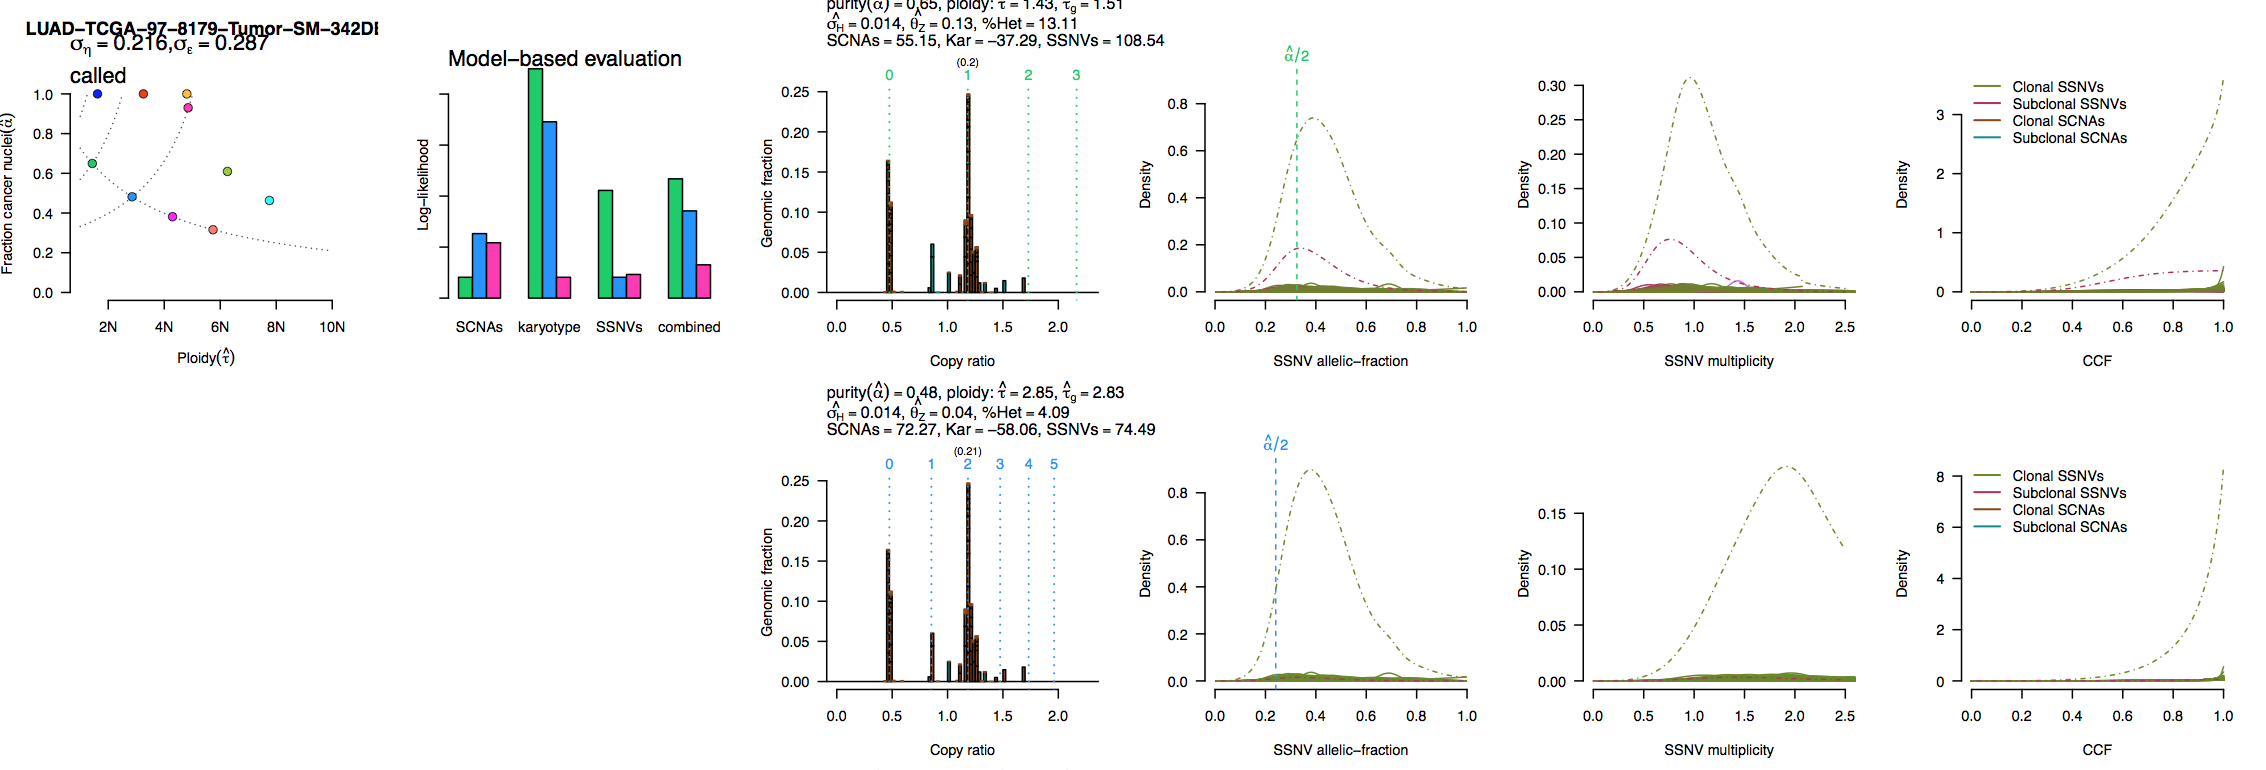 LUAD−TCGA−97−8179−Tumor−SM−342D
ση = 0.216,σε = 0.287
called
Fraction cancer nuclei(α̂)
1.0
0.8
0.6
0.4
0.2
0.0
2N 4N 6N 8N 10N
Ploidy(τ̂)
Model−based evaluation
Log−likelihood
SCNAs karyotype SSNVs combined
purity(α̂) = 0.65, ploidy: τ̂ = 1.43, τ̂g = 1.51
σ̂H = 0.014, θ̂Z = 0.13, %Het = 13.11
SCNAs = 55.15, Kar = −37.29, SSNVs = 108.54
(0.2)
0 1 2 3
Genomic fraction
0.25
0.20
0.15
0.10
0.05
0.00
0.0 0.5 1.0 1.5 2.0
Copy ratio
α̂/2
Density
0.8
0.6
0.4
0.2
0.0
0.0 0.2 0.4 0.6 0.8 1.0
SSNV allelic−fraction
Density
0.30
0.25
0.20
0.15
0.10
0.05
0.00
0.0 0.5 1.0 1.5 2.0 2.5
SSNV multiplicity
Density
3
2
1
0
Clonal SSNVs
Subclonal SSNVs
Clonal SCNAs
Subclonal SCNAs
0.0 0.2 0.4 0.6 0.8 1.0
CCF
purity(α̂) = 0.48, ploidy: τ̂ = 2.85, τ̂g = 2.83
σ̂H = 0.014, θ̂Z = 0.04, %Het = 4.09
SCNAs = 72.27, Kar = −58.06, SSNVs = 74.49
(0.21)
0 1 2 3 4 5
Genomic fraction
0.25
0.20
0.15
0.10
0.05
0.00
0.0 0.5 1.0 1.5 2.0
Copy ratio
α̂/2
Density
0.8
0.6
0.4
0.2
0.0
0.0 0.2 0.4 0.6 0.8 1.0
SSNV allelic−fraction
Density
0.15
0.10
0.05
0.00
0.0 0.5 1.0 1.5 2.0 2.5
SSNV multiplicity
Density
8
6
4
2
0
Clonal SSNVs
Subclonal SSNVs
Clonal SCNAs
Subclonal SCNAs
0.0 0.2 0.4 0.6 0.8 1.0
CCF